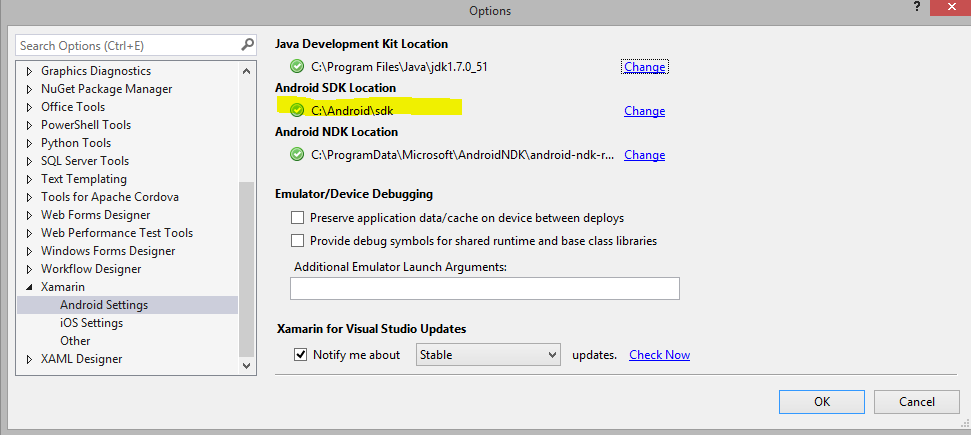 Options
?
×
Search Options (Ctrl+E)
Graphics Diagnostics
NuGet Package Manager
Office Tools
PowerShell Tools
Python Tools
SQL Server Tools
Text Templating
Tools for Apache Cordova
Web Forms Designer
Web Performance Test Tools
Windows Forms Designer
Workflow Designer
Xamarin
Android Settings
iOS Settings
Other
XAML Designer
Java Development Kit Location
C:\Program Files\Java\jdk1.7.0_51 Change
Android SDK Location
C:\Android\sdk Change
Android NDK Location
C:\ProgramData\Microsoft\AndroidNDK\android-ndk-r... Change
Emulator/Device Debugging
Preserve application data/cache on device between deploys
Provide debug symbols for shared runtime and base class libraries
Additional Emulator Launch Arguments:
Xamarin for Visual Studio Updates
Notify me about Stable updates. Check Now
OK Cancel